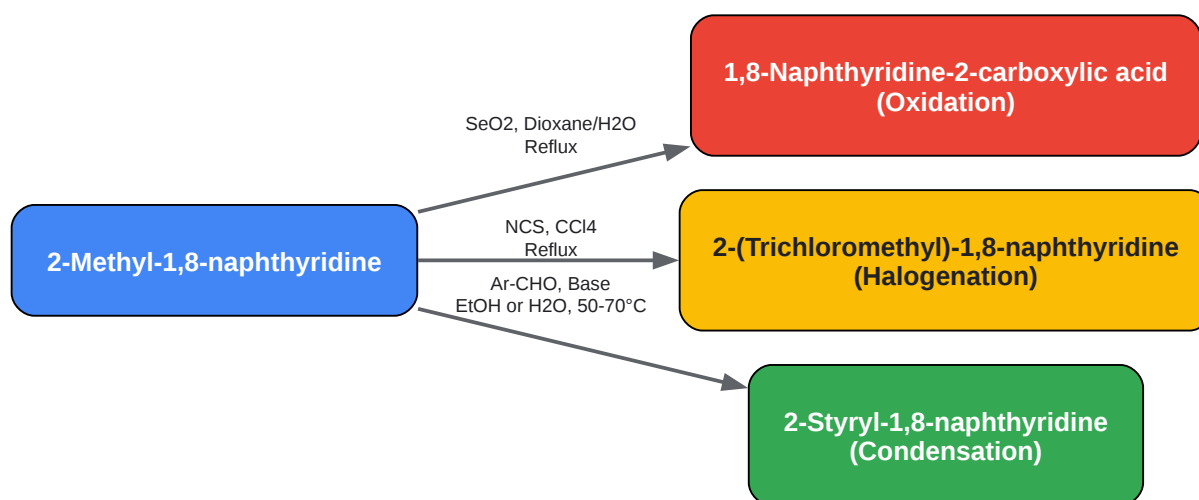 1,8-Naphthyridine-2-carboxylic acid
(Oxidation)
SeO2, Dioxane/H2O
Reflux
2-Methyl-1,8-naphthyridine
NCS, CCl4
Reflux
2-(Trichloromethyl)-1,8-naphthyridine
(Halogenation)
Ar-CHO, Base
EtOH or H2O, 50-70°C
2-Styryl-1,8-naphthyridine
(Condensation)